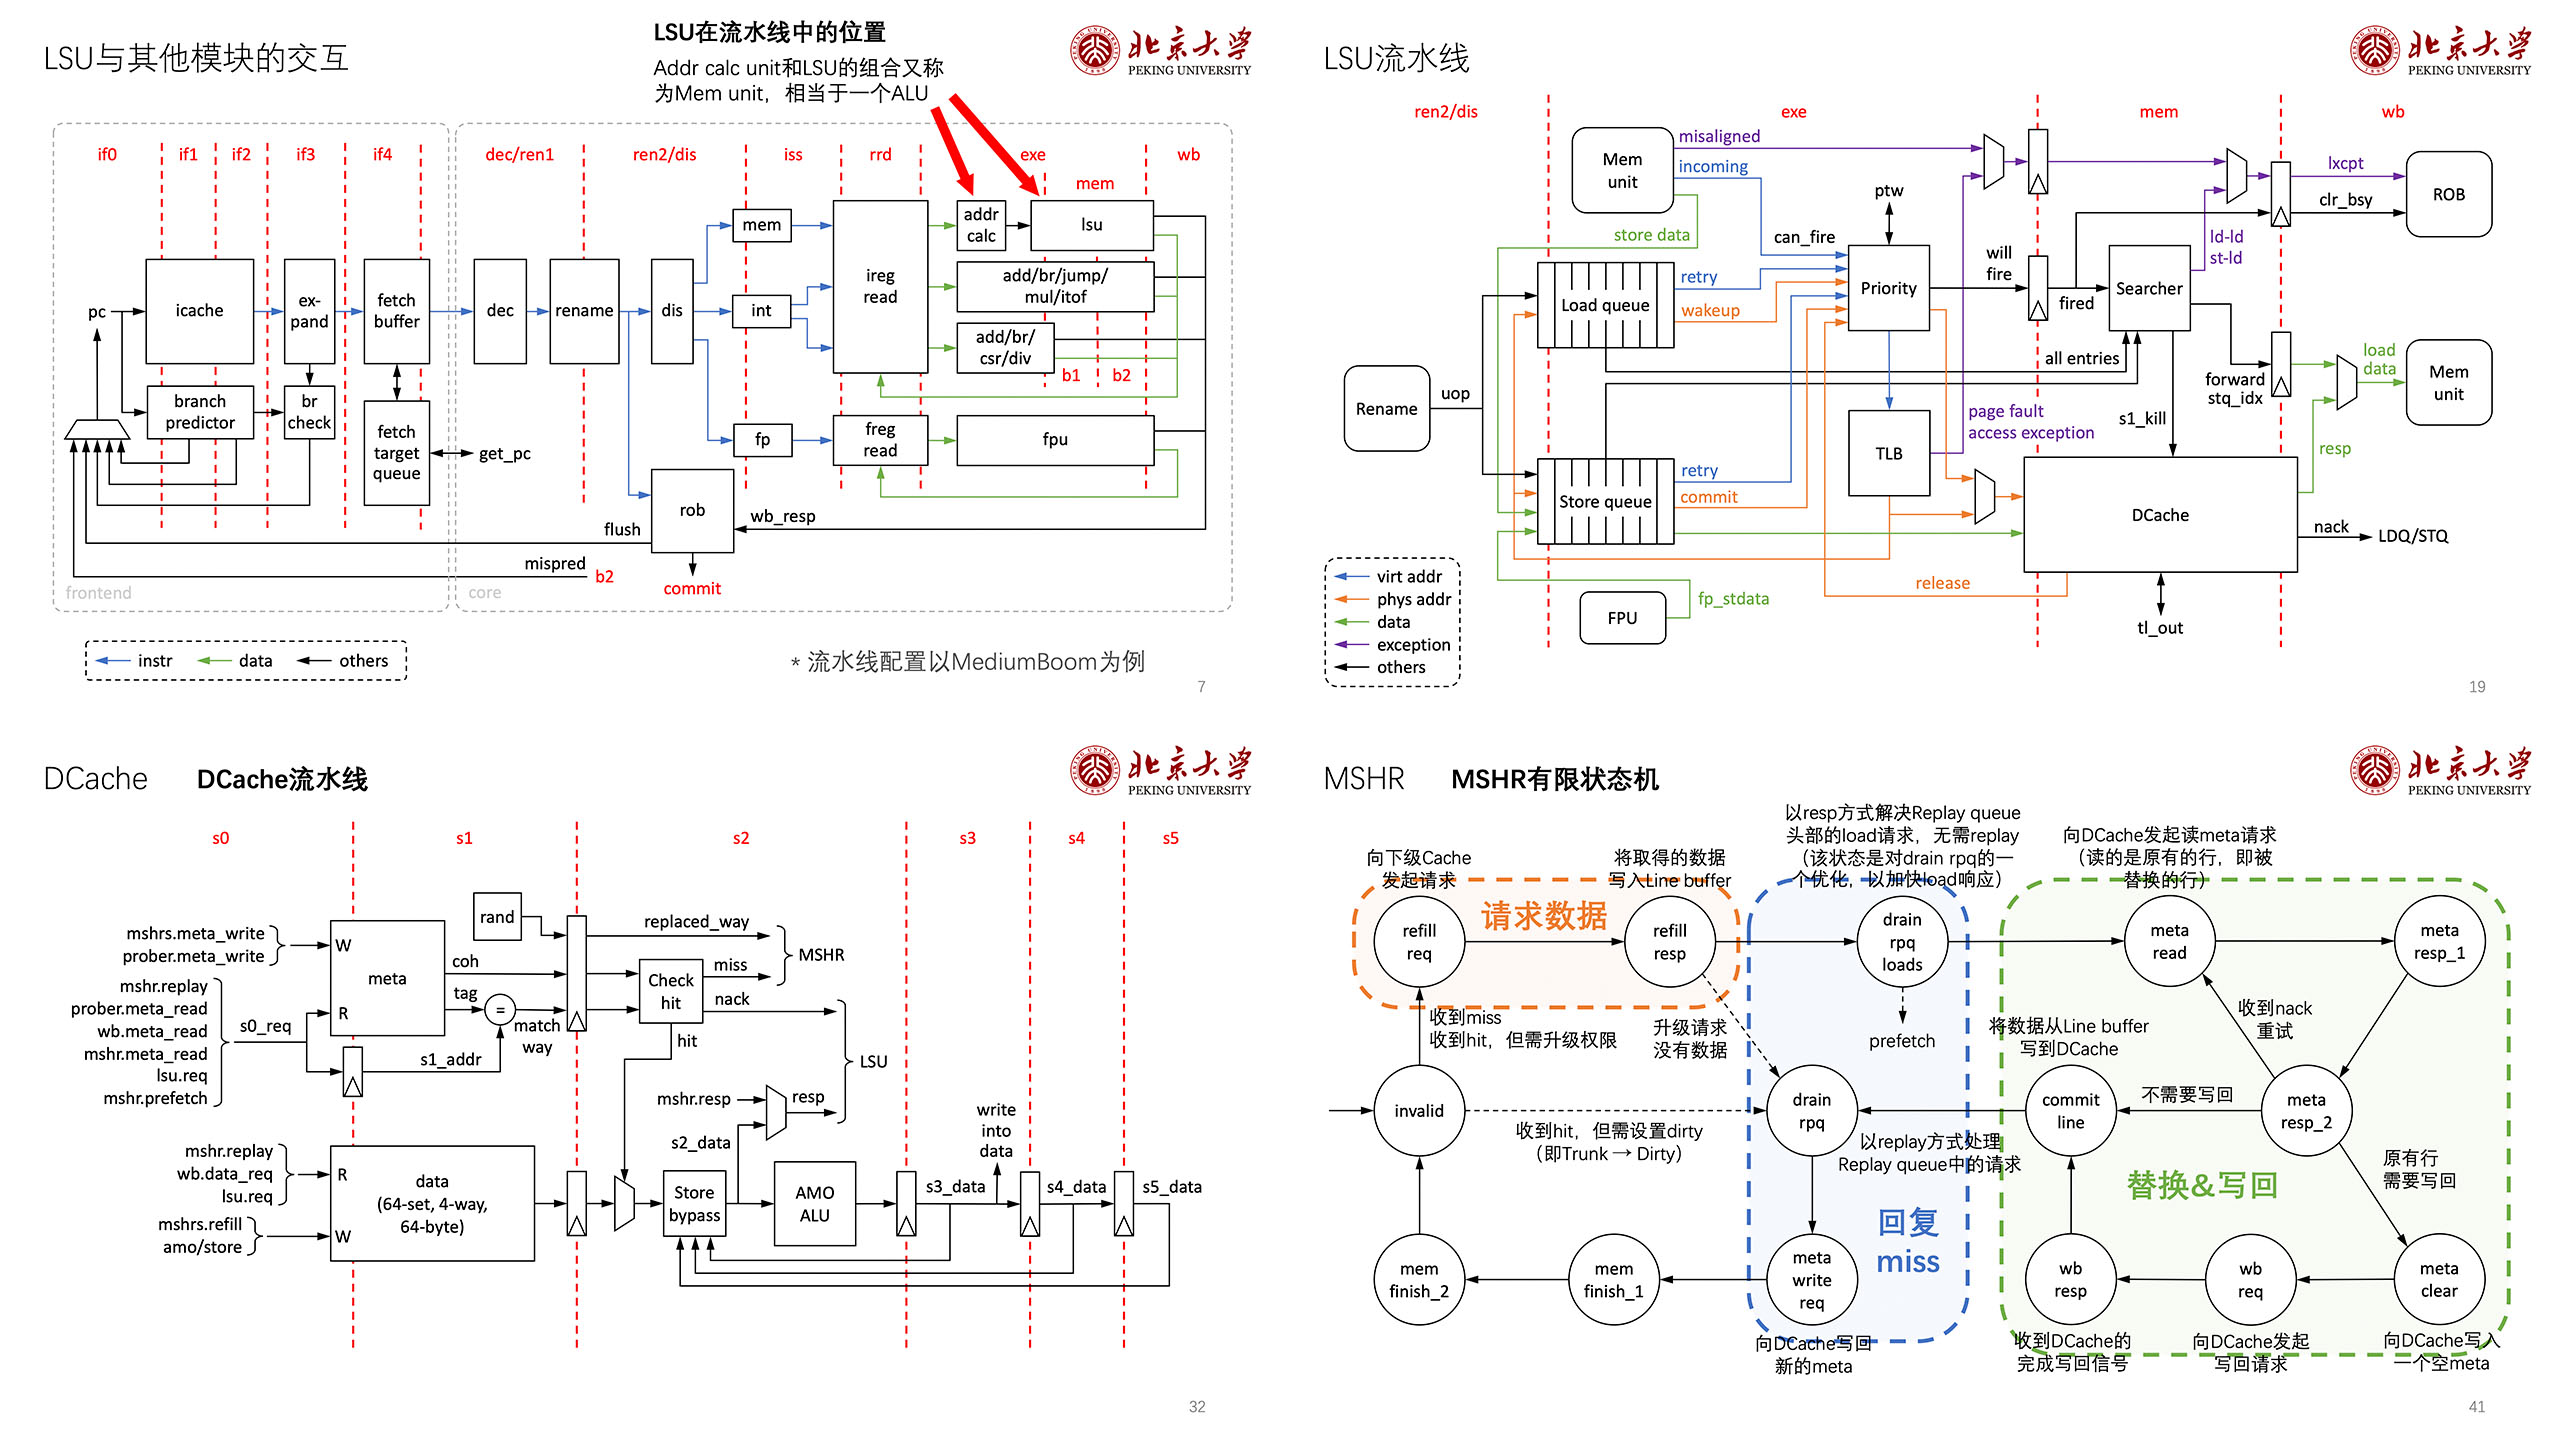 LSU与其他模块的交互
LSU在流水线中的位置
Addr calc unit和LSU的组合又称
为Mem unit，相当于一个ALU
北京大学
PEKING UNIVERSITY
if0
if1
if2
if3
if4
dec/ren1
ren2/dis
iss
rrd
exe
mem
wb
pc
icache
branch
predictor
ex-
pand
br
check
fetch
buffer
fetch
target
queue
get_pc
dec
rename
dis
mem
int
fp
ireg
read
freg
read
addr
calc
lsu
add/br/jump/
mul/itof
add/br/
csr/div
b1
b2
fpu
rob
wb_resp
flush
mispred
b2
commit
frontend
core
instr
data
others
* 流水线配置以MediumBoom为例
7
LSU流水线
北京大学
PEKING UNIVERSITY
ren2/dis
exe
mem
wb
Mem
unit
misaligned
incoming
store data
ptw
can_fire
Load queue
retry
wakeup
Priority
will
fire
fired
Searcher
ld-ld
st-ld
lxcpt
clr_bsy
ROB
all entries
Rename
uop
Store queue
retry
commit
TLB
page fault
access exception
s1_kill
forward
stq_idx
load
data
Mem
unit
resp
DCache
nack
LDQ/STQ
release
tl_out
FPU
fp_stdata
virt addr
phys addr
data
exception
others
19
DCache
DCache流水线
北京大学
PEKING UNIVERSITY
s0
s1
s2
s3
s4
s5
mshrs.meta_write
prober.meta_write
mshr.replay
prober.meta_read
wb.meta_read
mshr.meta_read
lsu.req
mshr.prefetch
s0_req
W
meta
R
rand
coh
tag
=
match
way
s1_addr
replaced_way
Check
hit
miss
nack
hit
MSHR
LSU
mshr.resp
resp
s2_data
mshr.replay
wb.data_req
lsu.req
mshrs.refill
amo/store
R
W
data
(64-set, 4-way,
64-byte)
Store
bypass
AMO
ALU
s3_data
write
into
data
s4_data
s5_data
32
MSHR
MSHR有限状态机
北京大学
PEKING UNIVERSITY
向下级Cache
发起请求
将取得的数据
写入Line buffer
以resp方式解决Replay queue
头部的load请求，无需replay
（该状态是对drain rpq的一
个优化，以加快load响应）
向DCache发起读meta请求
（读的是原有的行，即被
替换的行）
refill
req
请求数据
refill
resp
drain
rpq
loads
meta
read
meta
resp_1
收到miss
收到hit，但需升级权限
升级请求
没有数据
prefetch
将数据从Line buffer
写到DCache
收到nack
重试
invalid
收到hit，但需设置dirty
（即Trunk → Dirty）
drain
rpq
以replay方式处理
Replay queue中的请求
commit
line
不需要写回
meta
resp_2
原有行
需要写回
替换&写回
回复
miss
mem
finish_2
mem
finish_1
meta
write
req
wb
resp
wb
req
meta
clear
向DCache写回
新的meta
收到DCache的
完成写回信号
向DCache发起
写回请求
向DCache写入
一个空meta
41